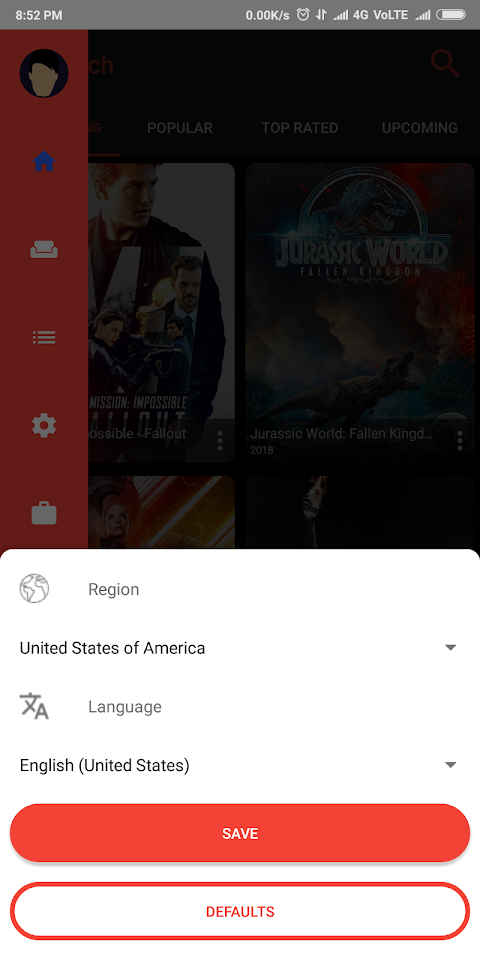 8:52 PM 0.00K/s 4G VoLTE
ch
NG POPULAR TOP RATED UPCOMING
JURASSIC WORLD
FALLEN KINGDOM
MISSION: IMPOSSIBLE
FALLOUT
ossible - Fallout
Jurassic World: Fallen Kingd...
2018
Region
United States of America
Language
English (United States)
SAVE
DEFAULTS